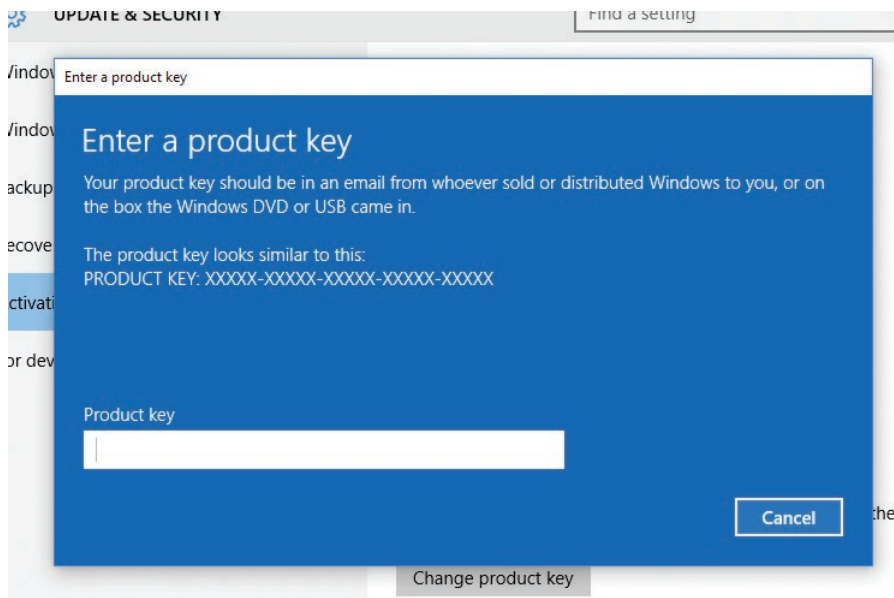 UPDATE & SECURITY
Find a setting
Enter a product key
Enter a product key
Your product key should be in an email from whoever sold or distributed Windows to you, or on
the box the Windows DVD or USB came in.
The product key looks similar to this:
PRODUCT KEY: XXXXX-XXXXX-XXXXX-XXXXX-XXXXX
Product key
Cancel
Change product key